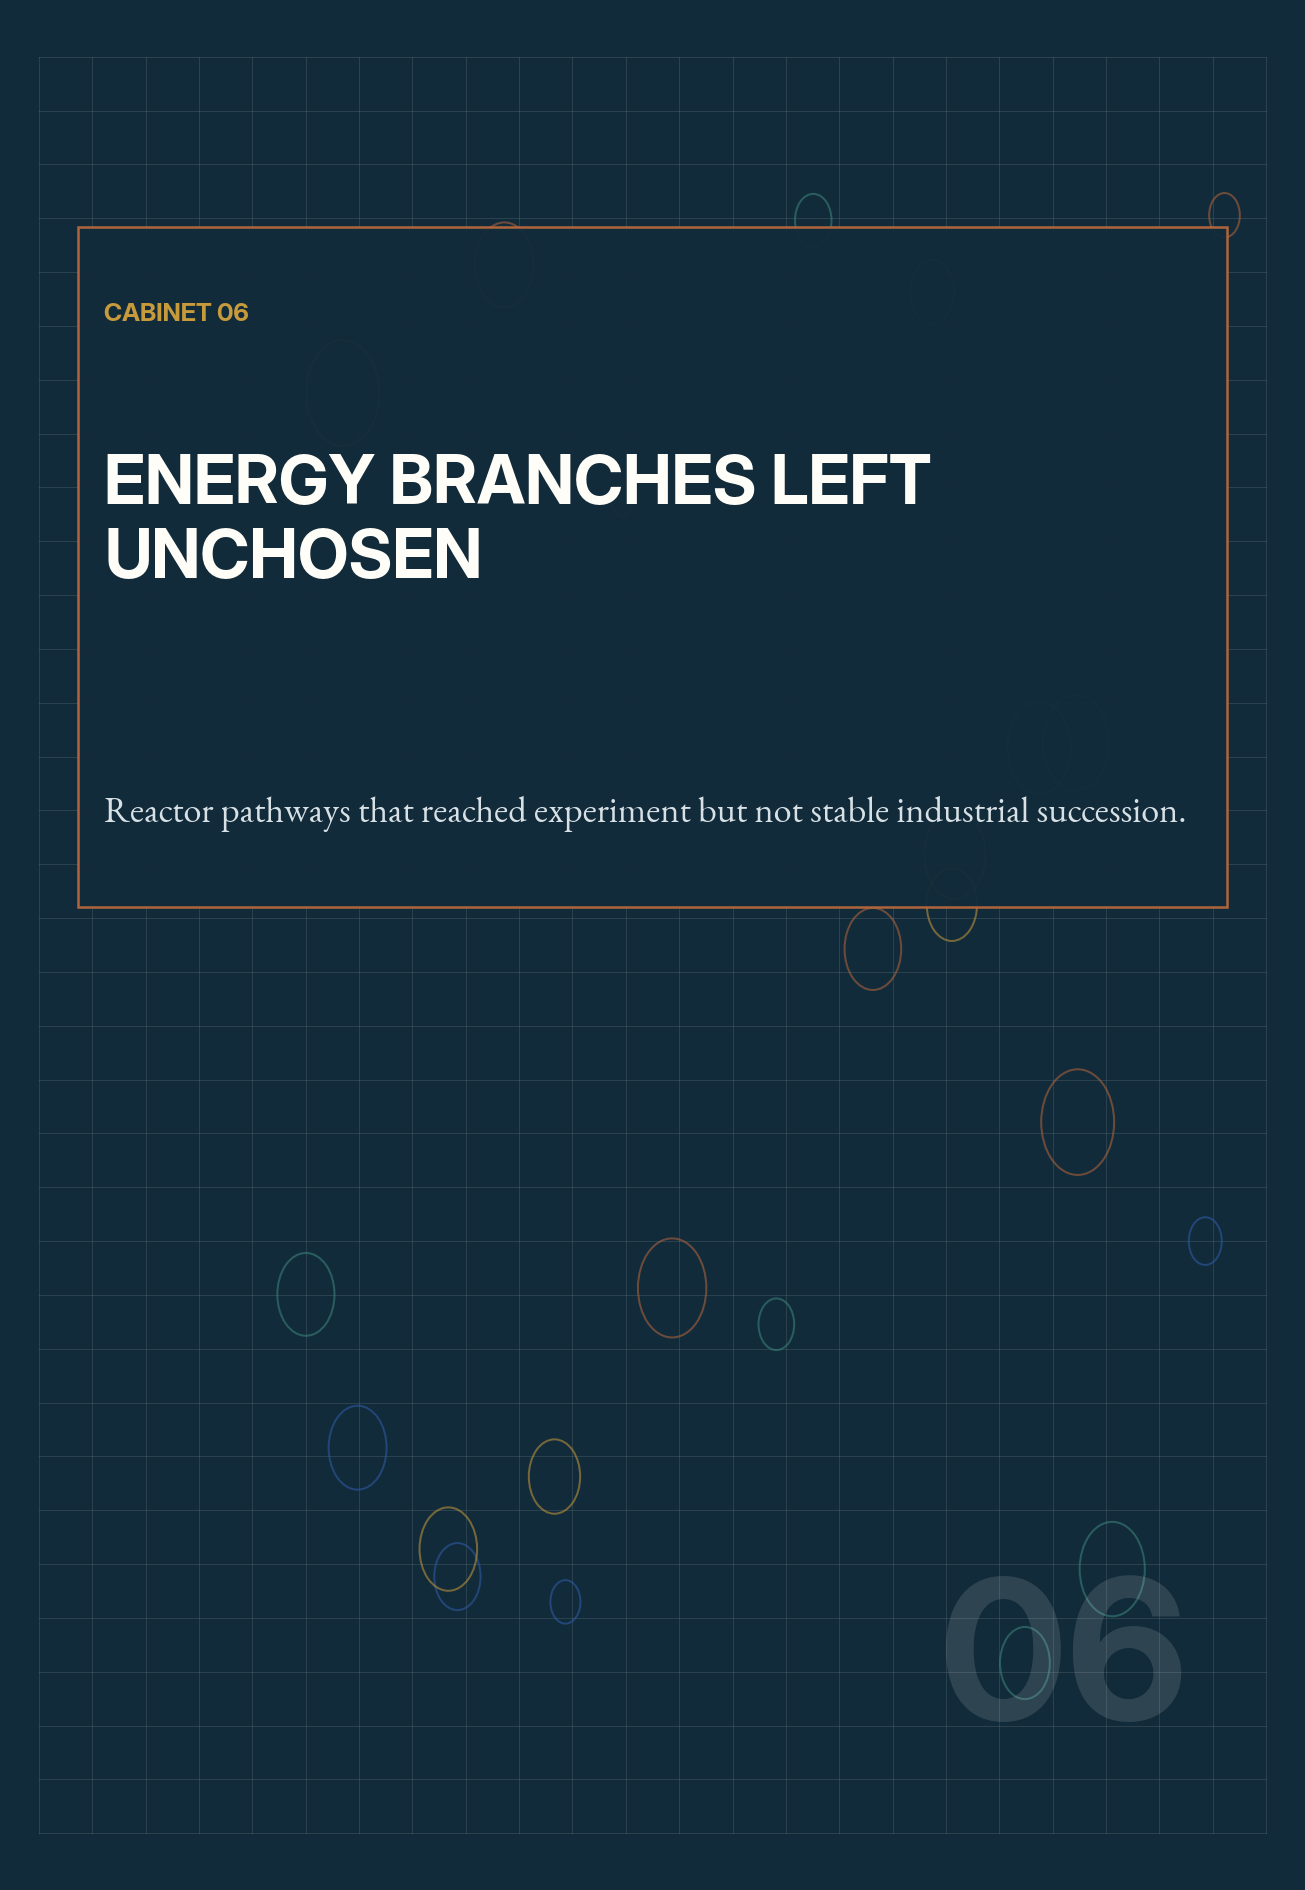 CABINET 06
ENERGY BRANCHES LEFT
UNCHOSEN
Reactor pathways that reached experiment but not stable industrial succession.
06